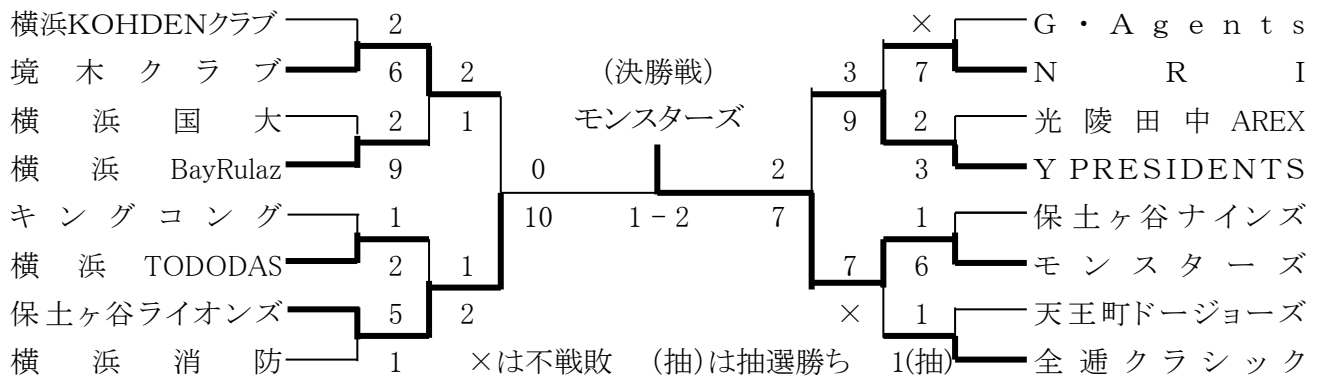 横浜KOHDENクラブ 2 × G・Agents
境木クラブ 6 2 (決勝戦) 3 7 NRI
横浜国大 2 1 モンスターズ 9 2 光陵田中AREX
横浜BayRulaz 9 0 2 3 Y PRESIDENTS
キングコング 1 10 1-2 7 1 保土ヶ谷ナインズ
横浜TODODAS 2 1 7 6 モンスターズ
保土ヶ谷ライオンズ 5 2 × 1 天王町ドージョーズ
横浜消防 1 ×は不戦敗 (抽)は抽選勝ち 1(抽) 全逓クラシック